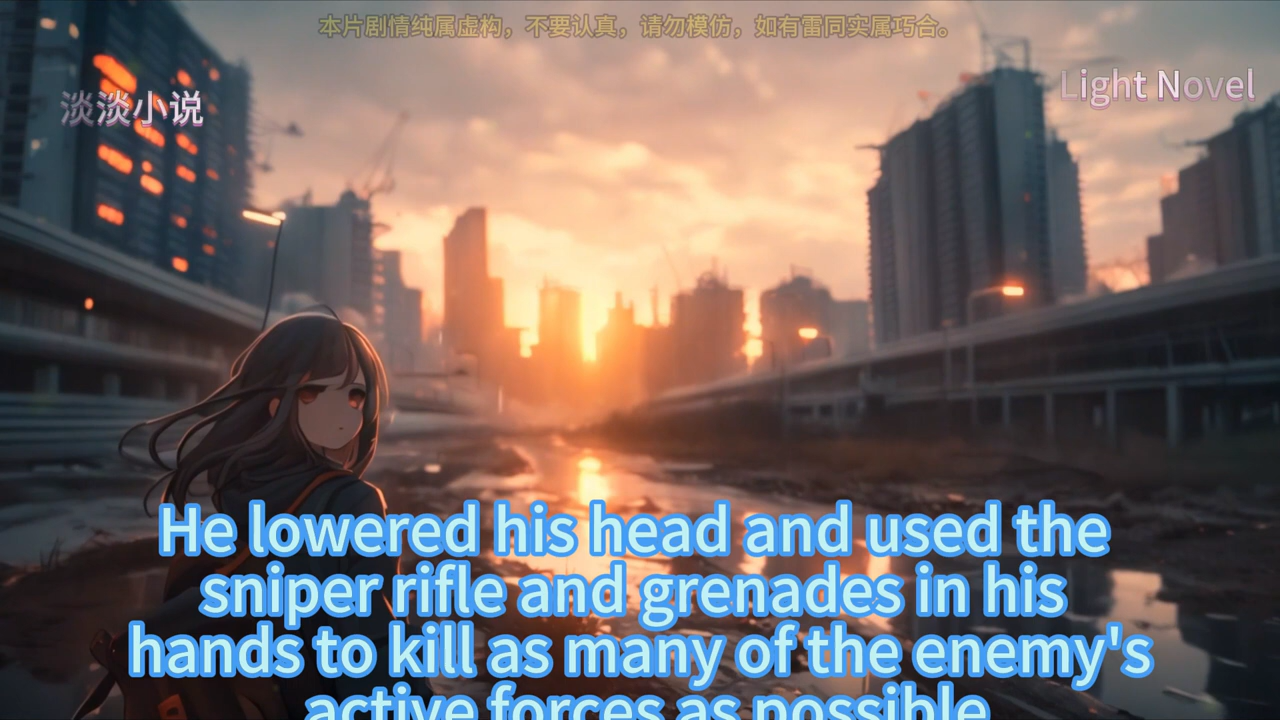 本片剧情纯属虚构，不要认真，请勿模仿，如有雷同实属巧合。
淡淡小说
Light Novel
He lowered his head and used the
sniper rifle and grenades in his
hands to kill as many of the enemy's
active forces as possible